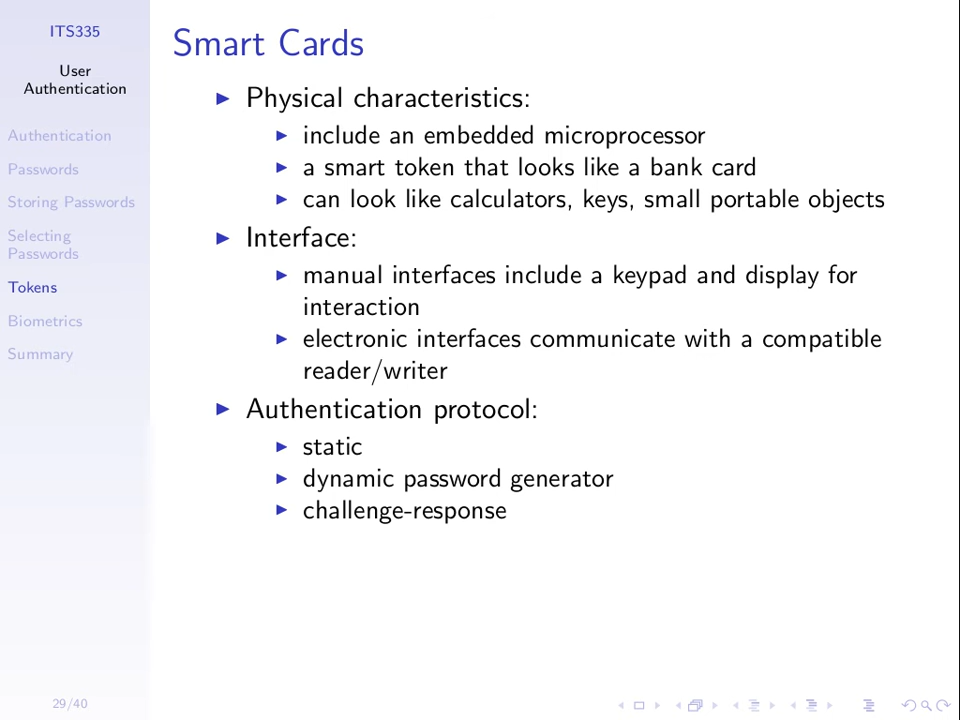 ITS335
User
Authentication
Authentication
Passwords
Storing Passwords
Selecting
Passwords
Tokens
Biometrics
Summary
29/40
Smart Cards
Physical characteristics:
include an embedded microprocessor
a smart token that looks like a bank card
can look like calculators, keys, small portable objects
Interface:
manual interfaces include a keypad and display for
interaction
electronic interfaces communicate with a compatible
reader/writer
Authentication protocol:
static
dynamic password generator
challenge-response